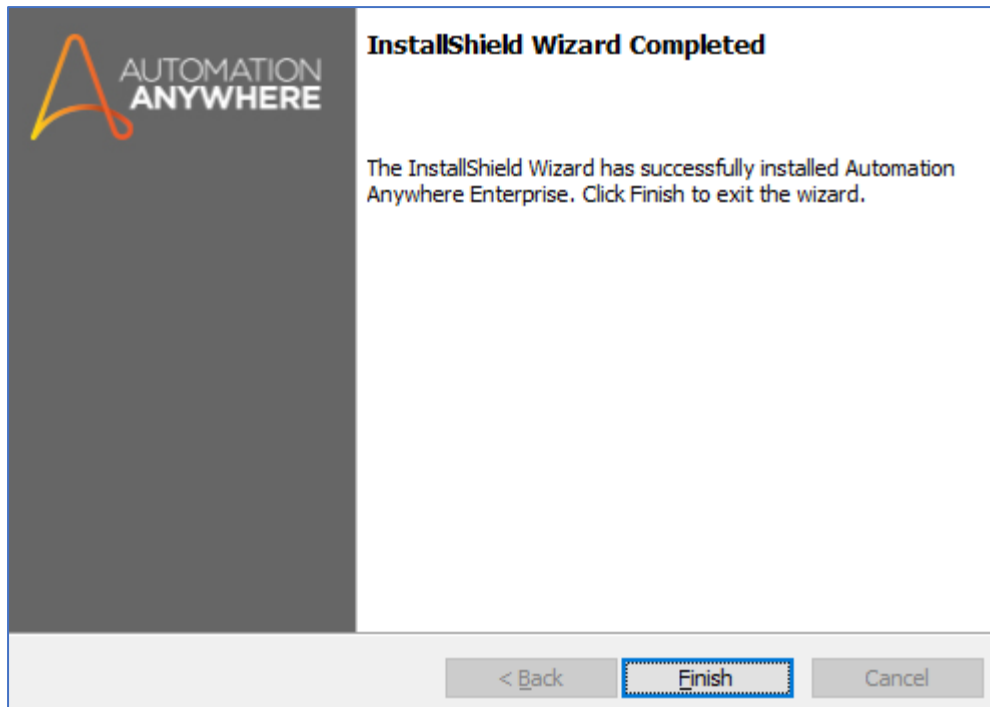 AUTOMATION
ANYWHERE
InstallShield Wizard Completed
The InstallShield Wizard has successfully installed Automation
Anywhere Enterprise. Click Finish to exit the wizard.
< Back
Finish
Cancel